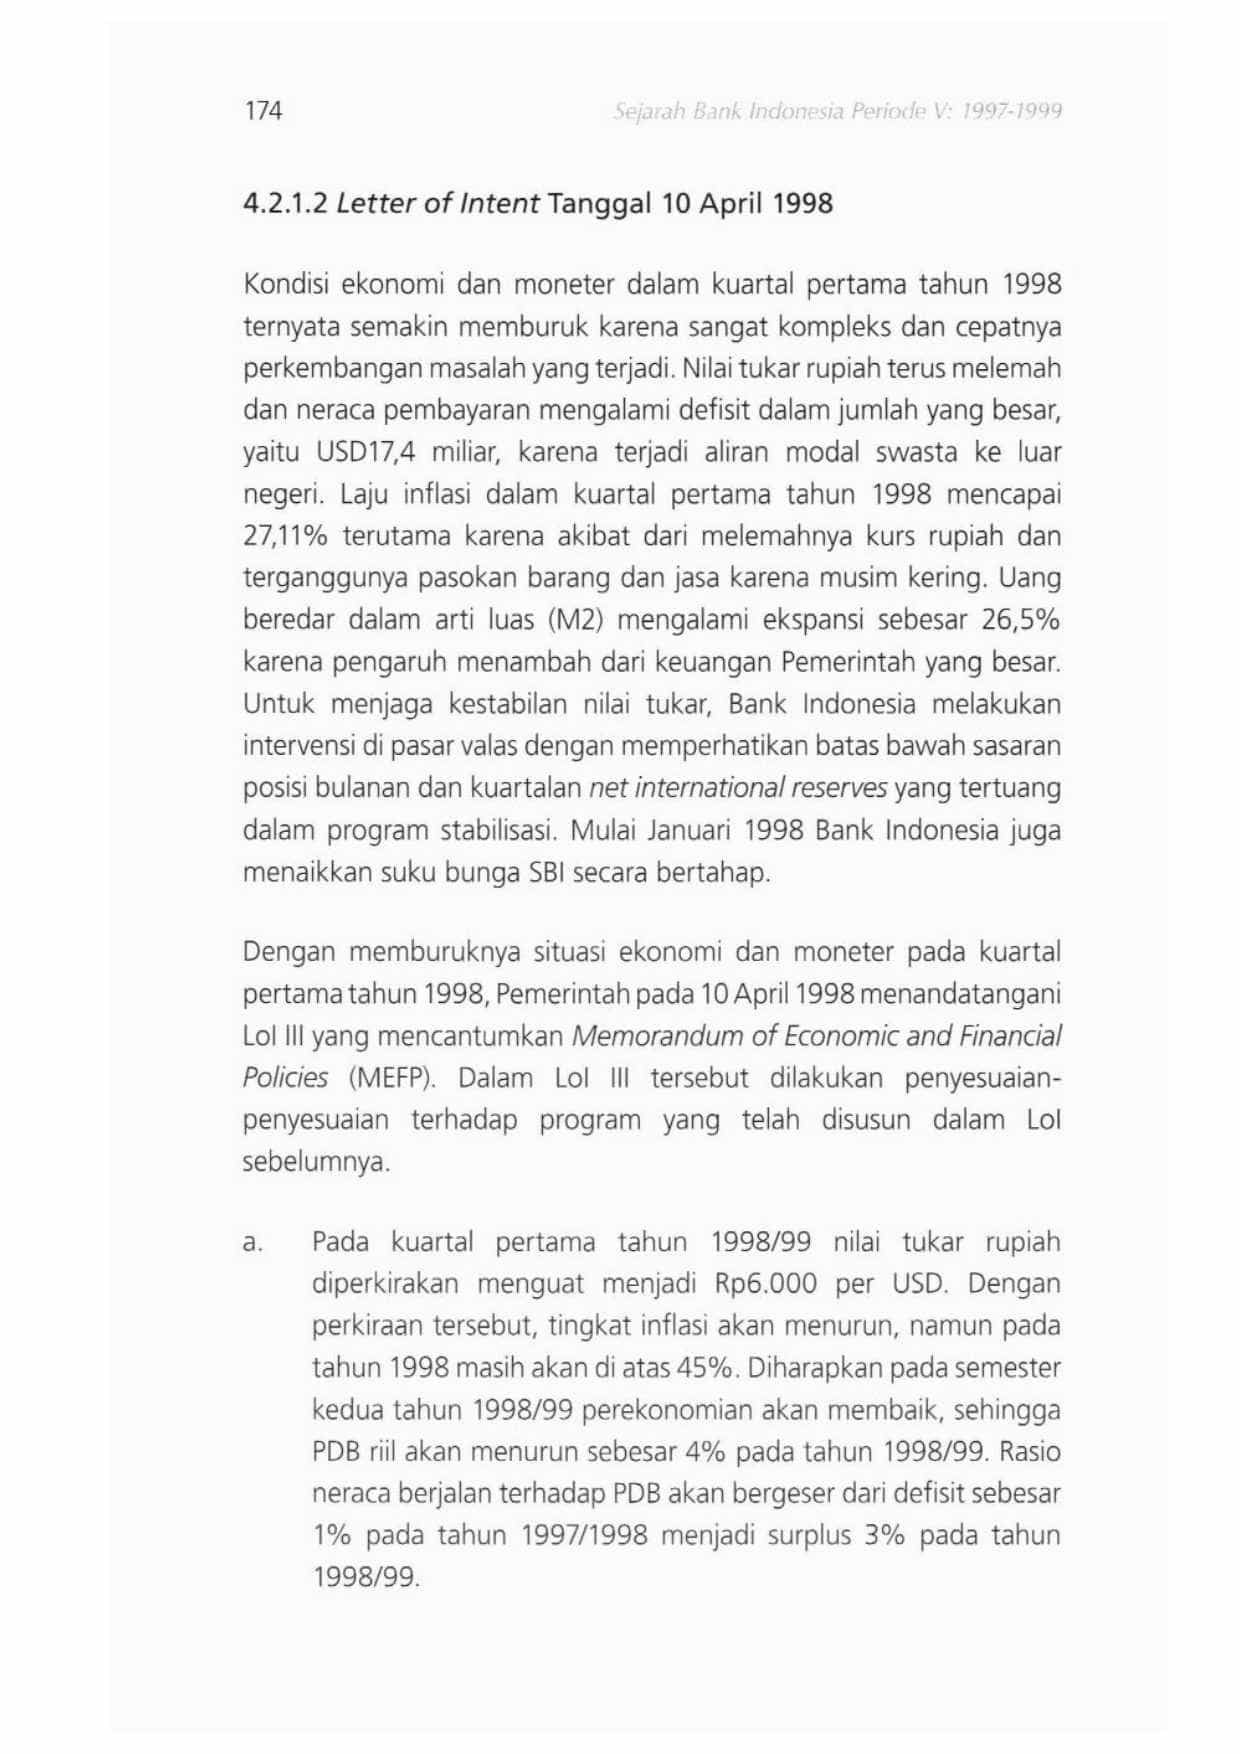 174
Sejarah Bank Indonesia Periode V: 1997-1999
4.2.1.2 Letter of Intent Tanggal 10 April 1998
Kondisi ekonomi dan moneter dalam kuartal pertama tahun 1998
ternyata semakin memburuk karena sangat kompleks dan cepatnya
perkembangan masalah yang terjadi. Nilai tukar rupiah terus melemah
dan neraca pembayaran mengalami defisit dalam jumlah yang besar,
yaitu USD17,4 miliar, karena terjadi aliran modal swasta ke luar
negeri. Laju inflasi dalam kuartal pertama tahun 1998 mencapai
27,11% terutama karena akibat dari melemahnya kurs rupiah dan
terganggunya pasokan barang dan jasa karena musim kering. Uang
beredar dalam arti luas (M2) mengalami ekspansi sebesar 26,5%
karena pengaruh menambah dari keuangan Pemerintah yang besar.
Untuk menjaga kestabilan nilai tukar, Bank Indonesia melakukan
intervensi di pasar valas dengan memperhatikan batas bawah sasaran
posisi bulanan dan kuartalan net international reserves yang tertuang
dalam program stabilisasi. Mulai Januari 1998 Bank Indonesia juga
menaikkan suku bunga SBI secara bertahap.
Dengan memburuknya situasi ekonomi dan moneter pada kuartal
pertama tahun 1998, Pemerintah pada 10 April 1998 menandatangani
LoI III yang mencantumkan Memorandum of Economic and Financial
Policies (MEFP). Dalam LoI III tersebut dilakukan penyesuaian-
penyesuaian terhadap program yang telah disusun dalam LoI
sebelumnya.
a. Pada kuartal pertama tahun 1998/99 nilai tukar rupiah
diperkirakan menguat menjadi Rp6.000 per USD. Dengan
perkiraan tersebut, tingkat inflasi akan menurun, namun pada
tahun 1998 masih akan di atas 45%. Diharapkan pada semester
kedua tahun 1998/99 perekonomian akan membaik, sehingga
PDB riil akan menurun sebesar 4% pada tahun 1998/99. Rasio
neraca berjalan terhadap PDB akan bergeser dari defisit sebesar
1% pada tahun 1997/1998 menjadi surplus 3% pada tahun
1998/99.